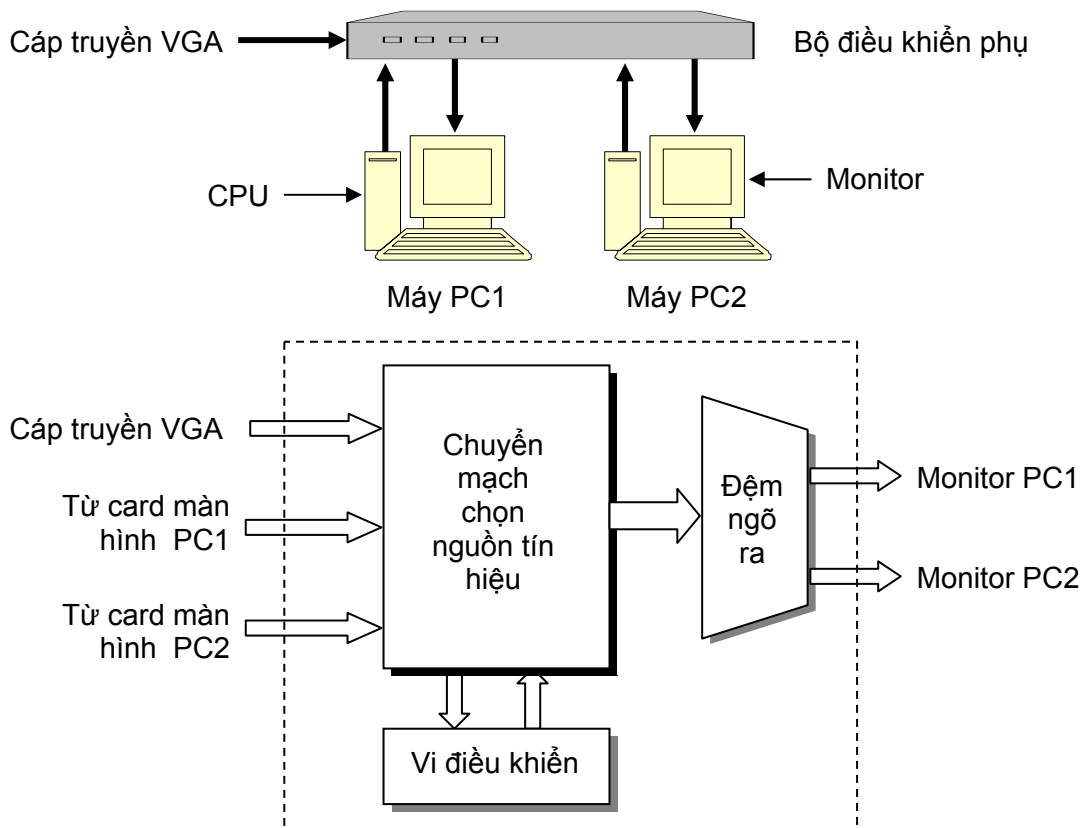 Cáp truyền VGA
Bộ điều khiển phụ
CPU
Monitor
Máy PC1
Máy PC2
Cáp truyền VGA
Từ card màn
hình PC1
Từ card màn
hình PC2
Chuyển
mạch
chọn
nguồn tín
hiệu
Đệm
ngõ
ra
Monitor PC1
Monitor PC2
Vi điều khiển